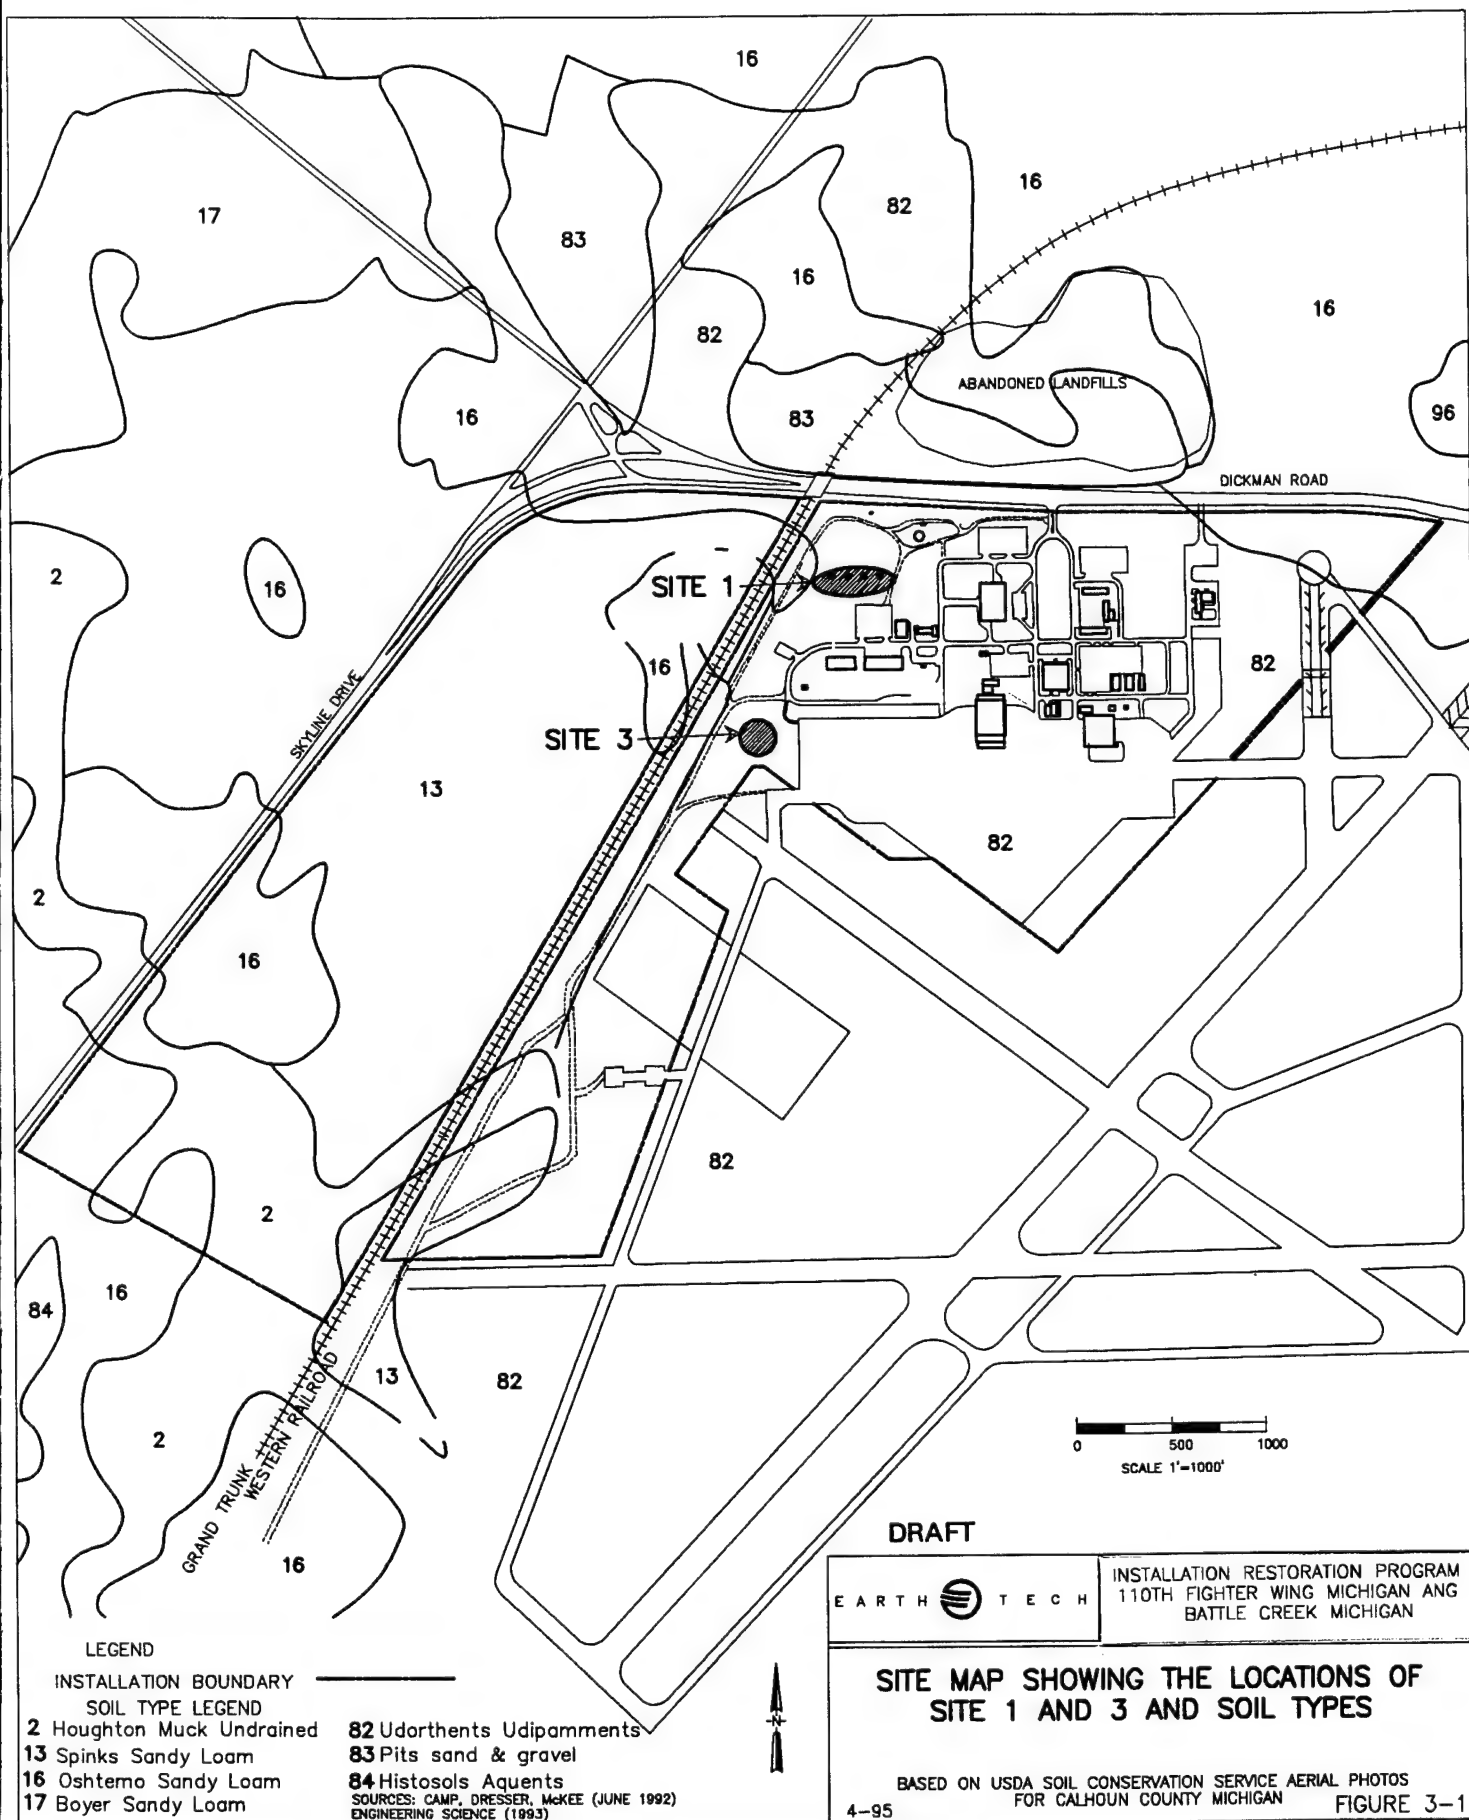 16
16
17
82
83
16
16
82
ABANDONED LANDFILLS
16
83
96
DICKMAN ROAD
2
16
SITE 1
16
82
SKYLINE DRIVE
SITE 3
13
82
2
16
82
2
16
84
13
82
2
GRAND TRUNK
WESTERN RAILROAD
16
0 500 1000
SCALE 1"=1000'
DRAFT
EARTH TECH
INSTALLATION RESTORATION PROGRAM
110TH FIGHTER WING MICHIGAN ANG
BATTLE CREEK MICHIGAN
N
SITE MAP SHOWING THE LOCATIONS OF
SITE 1 AND 3 AND SOIL TYPES
BASED ON USDA SOIL CONSERVATION SERVICE AERIAL PHOTOS
FOR CALHOUN COUNTY MICHIGAN
4-95
FIGURE 3-1
LEGEND
INSTALLATION BOUNDARY
SOIL TYPE LEGEND
2 Houghton Muck Undrained
13 Spinks Sandy Loam
16 Oshtemo Sandy Loam
17 Boyer Sandy Loam
82 Udorthents Udipamments
83 Pits sand & gravel
84 Histosols Aquents
SOURCES: CAMP, DRESSER, McKEE (JUNE 1992)
ENGINEERING SCIENCE (1993)